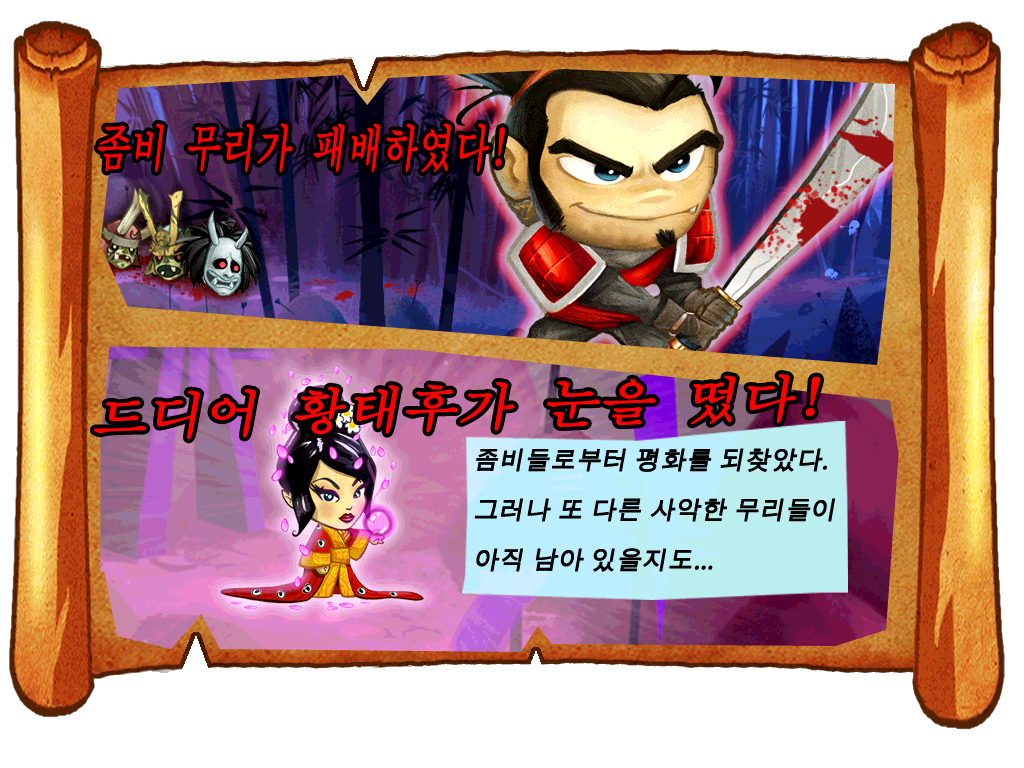 좀비 무리가 패배하였다!
드디어 황태후가 눈을 떴다!
좀비들로부터 평화를 되찾았다.
그러나 또 다른 사악한 무리들이
아직 남아 있을지도...